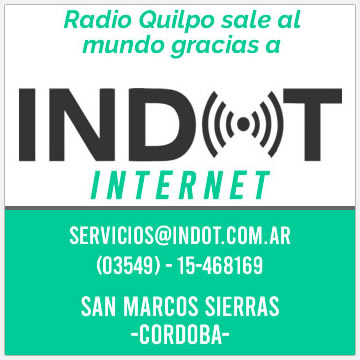 Radio Quilpo sale al
mundo gracias a
INDOT
INTERNET
SERVICIOS@INDOT.COM.AR
(03549) - 15-468169
SAN MARCOS SIERRAS
-CORDOBA-